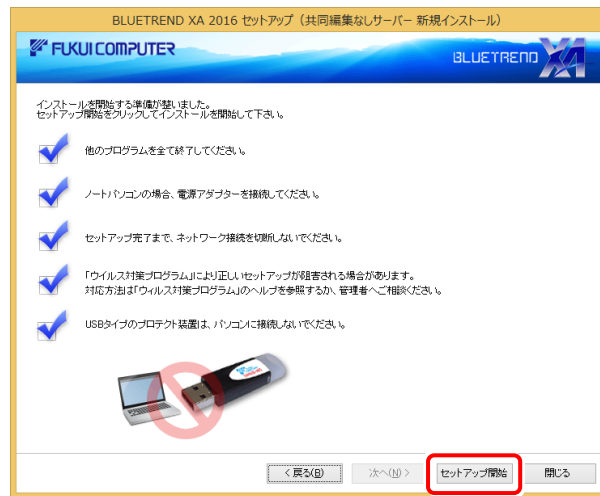 BLUETREND XA 2016 セットアップ（共同編集なしサーバー 新規インストール）
FUKUI COMPUTER
BLUETREND XA
インストールを開始する準備が整いました。
セットアップ開始をクリックしてインストールを開始して下さい。
他のプログラムを全て終了してください。
ノートパソコンの場合、電源アダプターを接続してください。
セットアップ完了まで、ネットワーク接続を切断しないでください。
「ウイルス対策プログラム」により正しいセットアップが阻害される場合があります。
対応方法は「ウイルス対策プログラム」のヘルプを参照するか、管理者へご相談ください。
USBタイプのプロテクト装置は、パソコンに接続しないでください。
< 戻る(B)
次へ(N) >
セットアップ開始
閉じる